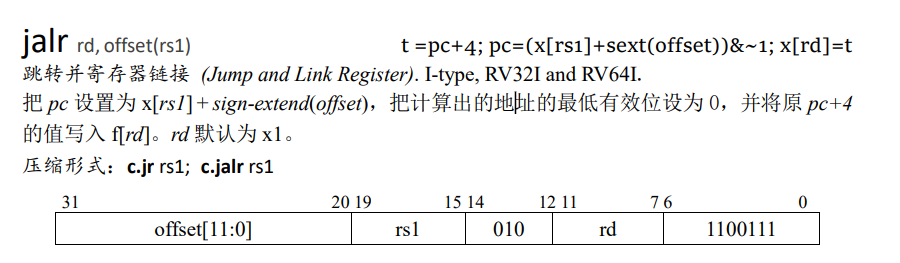 jalr rd, offset(rs1) t =pc+4; pc=(x[rs1]+sext(offset))&~1; x[rd]=t
跳转并寄存器链接 (Jump and Link Register). I-type, RV32I and RV64I.
把 pc 设置为 x[rs1] + sign-extend(offset)，把计算出的地址的最低有效位设为 0，并将原 pc+4
的值写入 f[rd]。rd 默认为 x1。
压缩形式：c.jr rs1; c.jalr rs1
31 20 19 15 14 12 11 7 6 0
offset[11:0] rs1 010 rd 1100111